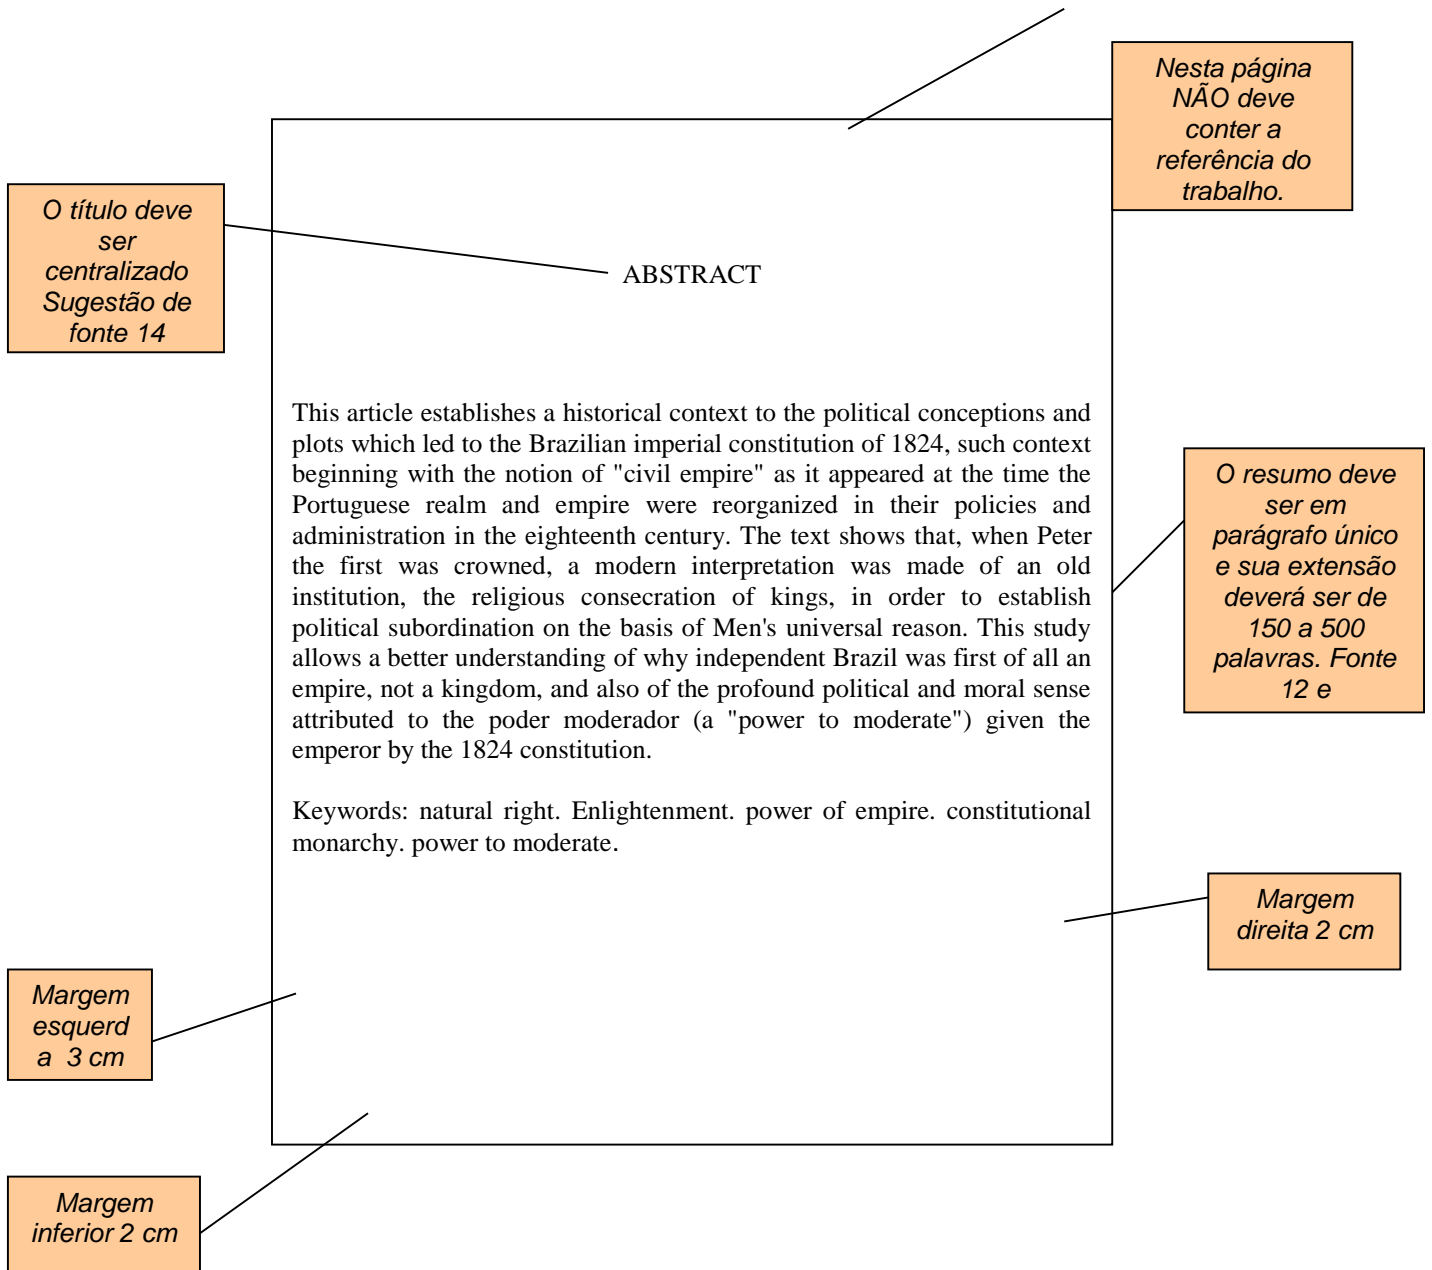 Nesta página
NÃO deve
conter a
referência do
trabalho.
O título deve
ser
centralizado
Sugestão de
fonte 14
ABSTRACT
This article establishes a historical context to the political conceptions and
plots which led to the Brazilian imperial constitution of 1824, such context
beginning with the notion of "civil empire" as it appeared at the time the
Portuguese realm and empire were reorganized in their policies and
administration in the eighteenth century. The text shows that, when Peter
the first was crowned, a modern interpretation was made of an old
institution, the religious consecration of kings, in order to establish
political subordination on the basis of Men's universal reason. This study
allows a better understanding of why independent Brazil was first of all an
empire, not a kingdom, and also of the profound political and moral sense
attributed to the poder moderador (a "power to moderate") given the
emperor by the 1824 constitution.
Keywords: natural right. Enlightenment. power of empire. constitutional
monarchy. power to moderate.
O resumo deve
ser em
parágrafo único
e sua extensão
deverá ser de
150 a 500
palavras. Fonte
12 e
Margem
direita 2 cm
Margem
esquerd
a 3 cm
Margem
inferior 2 cm